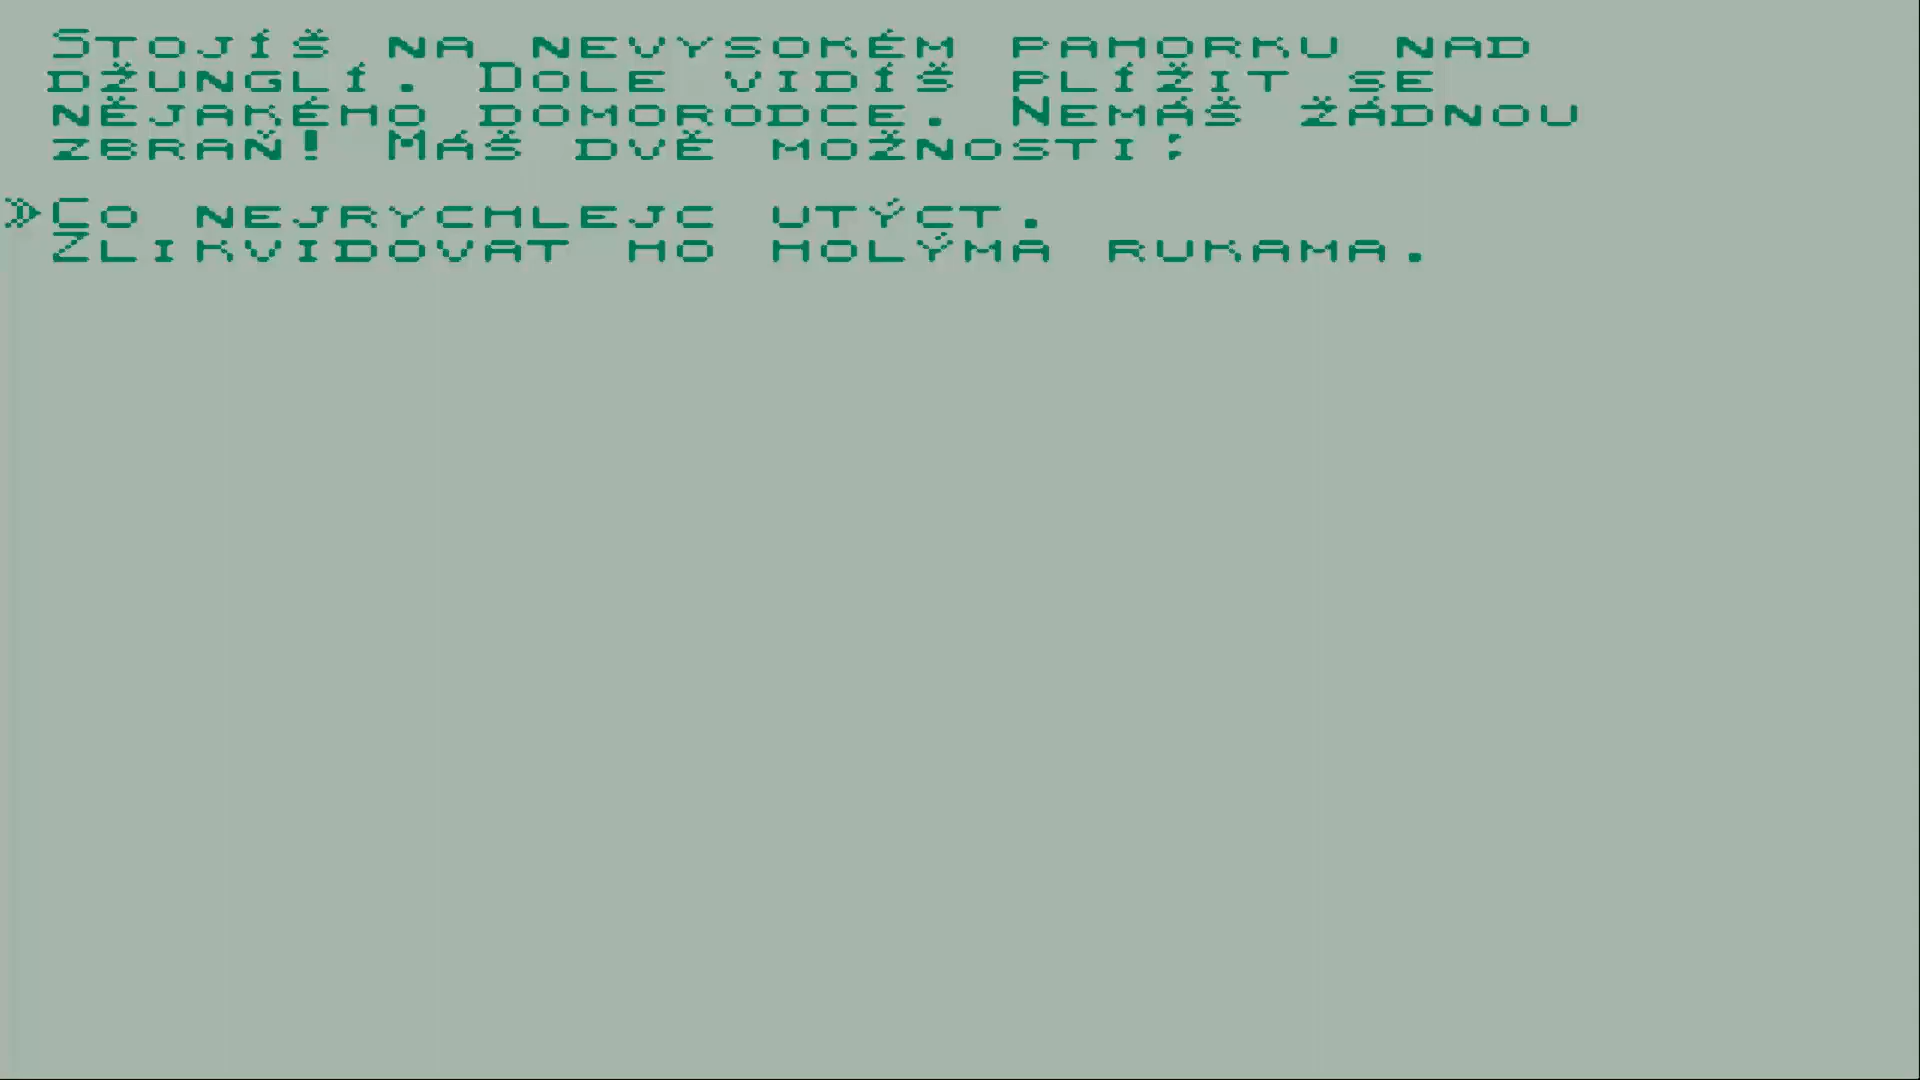 Stojíš na nevysokém pahorku nad
džunglí. Dole vidíš plížit se
nějakého domorodce. Nemáš žádnou
zbraň! Máš dvě možnosti:
»Co nejrychlejc utýct.
Zlikvidovat ho holýma rukama.